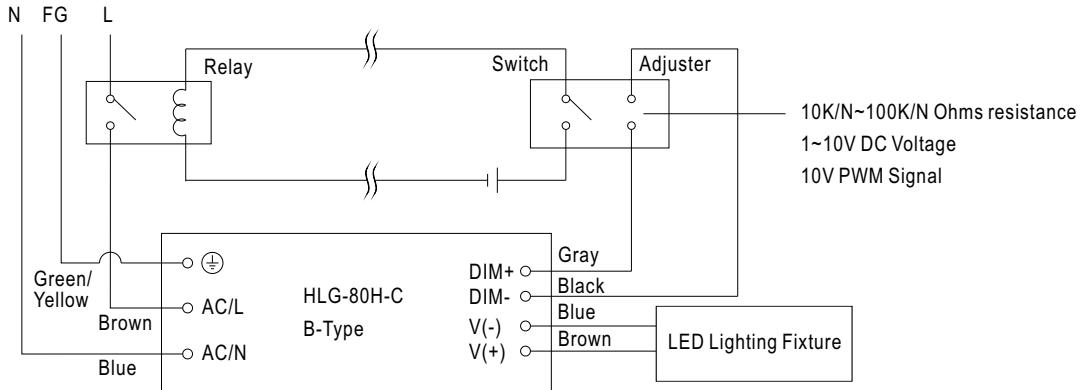 N FG L
Relay
Switch
Adjuster
10K/N~100K/N Ohms resistance
1~10V DC Voltage
10V PWM Signal
Green/
Yellow
Brown
Blue
AC/L
AC/N
HLG-80H-C
B-Type
DIM+
DIM-
V(-)
V(+)
Gray
Black
Blue
Brown
LED Lighting Fixture